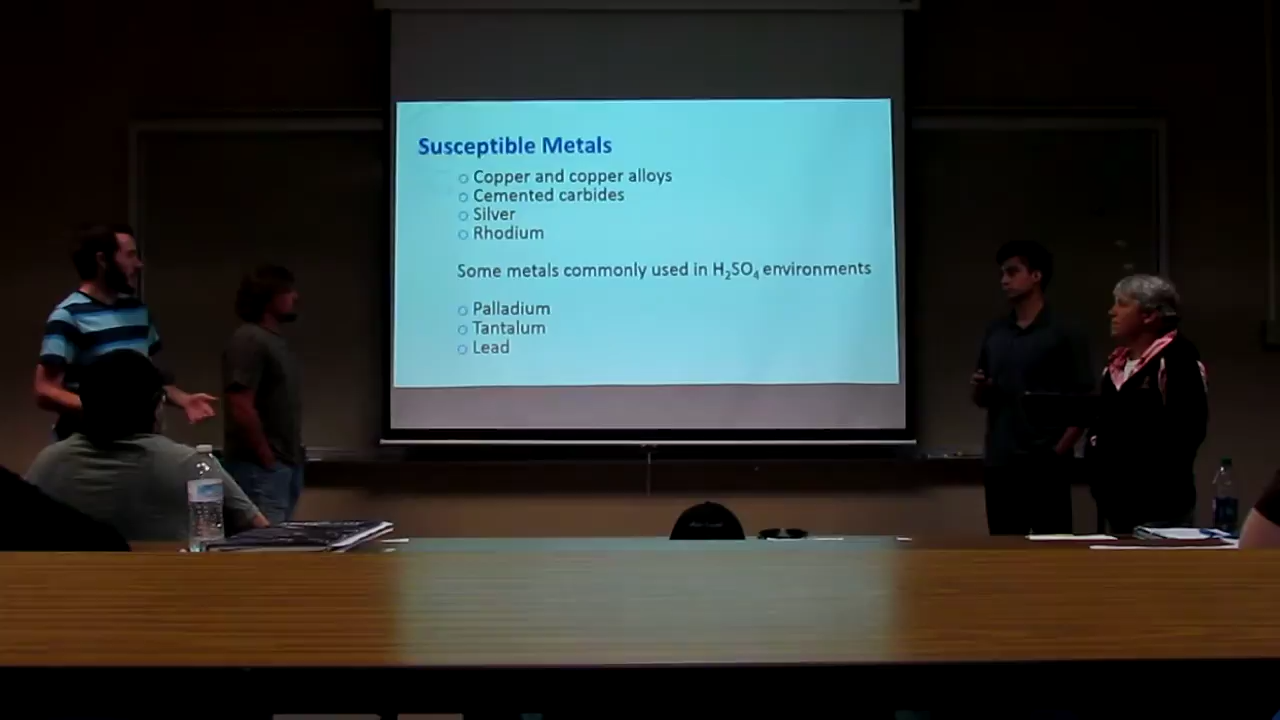 Susceptible Metals
○ Copper and copper alloys
○ Cemented carbides
○ Silver
○ Rhodium
Some metals commonly used in H₂SO₄ environments
○ Palladium
○ Tantalum
○ Lead